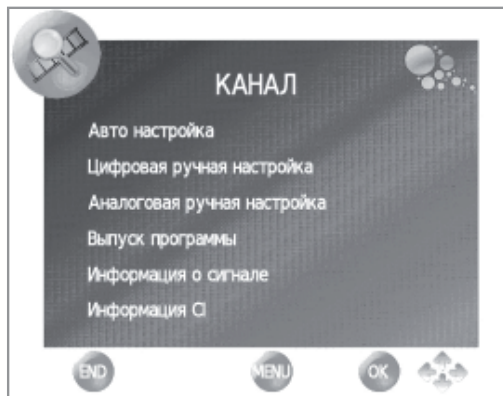 КАНАЛ
Авто настройка
Цифровая ручная настройка
Аналоговая ручная настройка
Выпуск программы
Информация о сигнале
Информация CI
END MENU OK